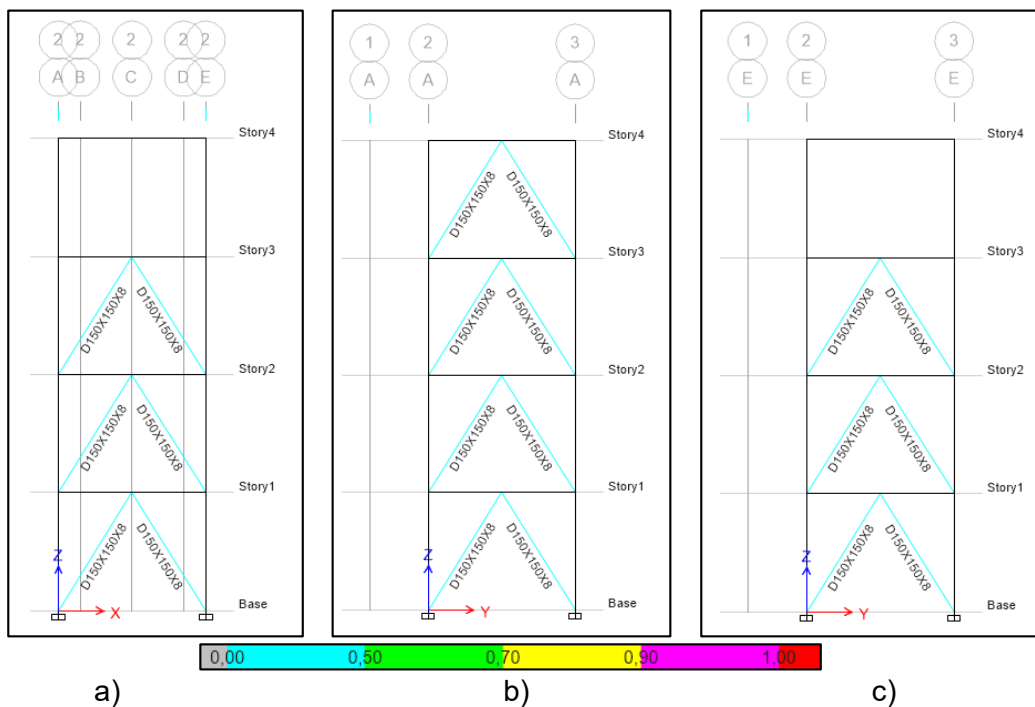 2 2 2 2 2
A B C D E
Story4
Story3
D150X150X8 D150X150X8
Story2
D150X150X8 D150X150X8
Story1
D150X150X8 D150X150X8
Z
X
Base
1 2 3
A A A
Story4
D150X150X8 D150X150X8
Story3
D150X150X8 D150X150X8
Story2
D150X150X8 D150X150X8
Story1
D150X150X8 D150X150X8
Z
Y
Base
1 2 3
E E E
Story4
Story3
D150X150X8 D150X150X8
Story2
D150X150X8 D150X150X8
Story1
D150X150X8 D150X150X8
Z
Y
Base
0,00 0,50 0,70 0,90 1,00
a) b) c)